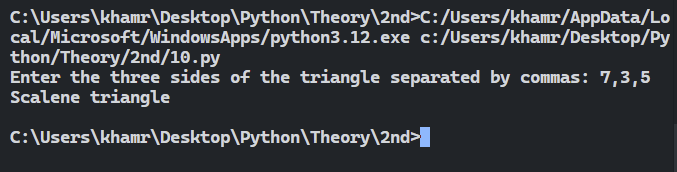 C:\Users\khamr\Desktop\Python\Theory\2nd>C:/Users/khamr/AppData/Lo
cal/Microsoft/WindowsApps/python3.12.exe c:/Users/khamr/Desktop/Py
thon/Theory/2nd/10.py
Enter the three sides of the triangle separated by commas: 7,3,5
Scalene triangle
C:\Users\khamr\Desktop\Python\Theory\2nd>